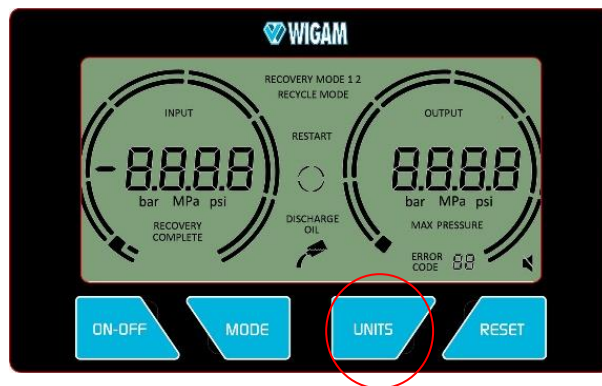 WIGAM
RECOVERY MODE 1 2
RECYCLE MODE
INPUT
OUTPUT
RESTART
-8.8.8.8
8.8.8.8
bar MPa psi
bar MPa psi
RECOVERY
COMPLETE
DISCHARGE
OIL
MAX PRESSURE
ERROR
CODE 88
ON-OFF
MODE
UNITS
RESET